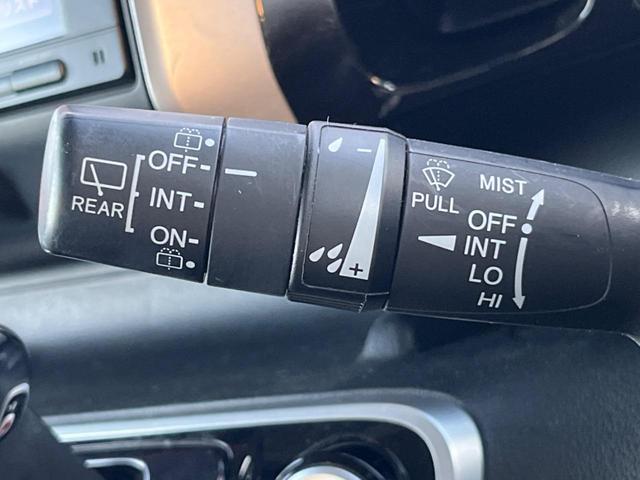 OFF
INT
ON
REAR
−
+
PULL
MIST
OFF
INT
LO
HI